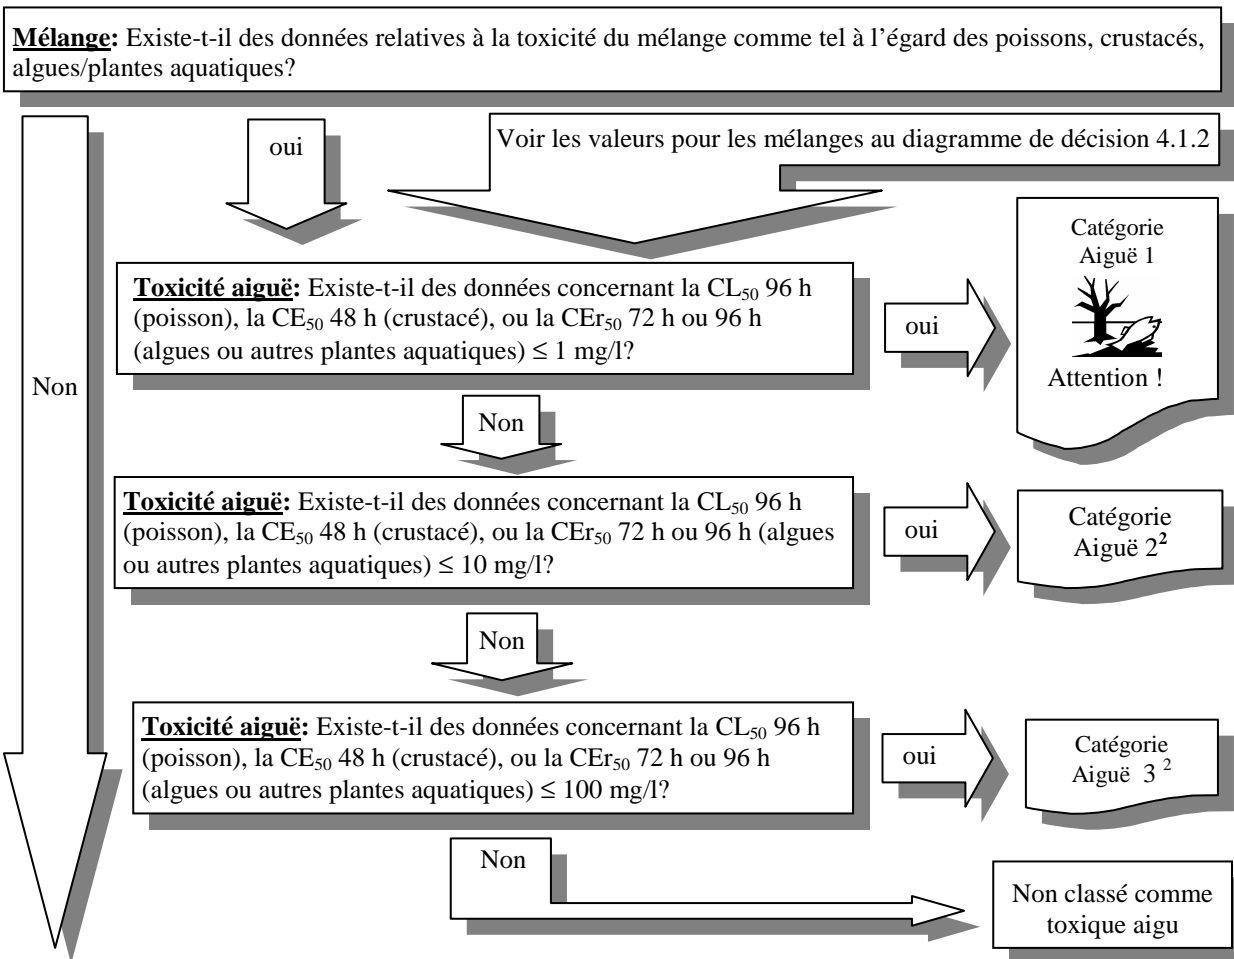 Mélange: Existe-t-il des données relatives à la toxicité du mélange comme tel à l'égard des poissons, crustacés,
algues/plantes aquatiques?
oui
Voir les valeurs pour les mélanges au diagramme de décision 4.1.2
Non
Toxicité aiguë: Existe-t-il des données concernant la CL₅₀ 96 h
(poisson), la CE₅₀ 48 h (crustacé), ou la CEr₅₀ 72 h ou 96 h
(algues ou autres plantes aquatiques) ≤ 1 mg/l?
oui
Catégorie
Aiguë 1
Attention !
Non
Toxicité aiguë: Existe-t-il des données concernant la CL₅₀ 96 h
(poisson), la CE₅₀ 48 h (crustacé), ou la CEr₅₀ 72 h ou 96 h (algues
ou autres plantes aquatiques) ≤ 10 mg/l?
oui
Catégorie
Aiguë 2²
Non
Toxicité aiguë: Existe-t-il des données concernant la CL₅₀ 96 h
(poisson), la CE₅₀ 48 h (crustacé), ou la CEr₅₀ 72 h ou 96 h
(algues ou autres plantes aquatiques) ≤ 100 mg/l?
oui
Catégorie
Aiguë 3 ²
Non
Non classé comme
toxique aigu